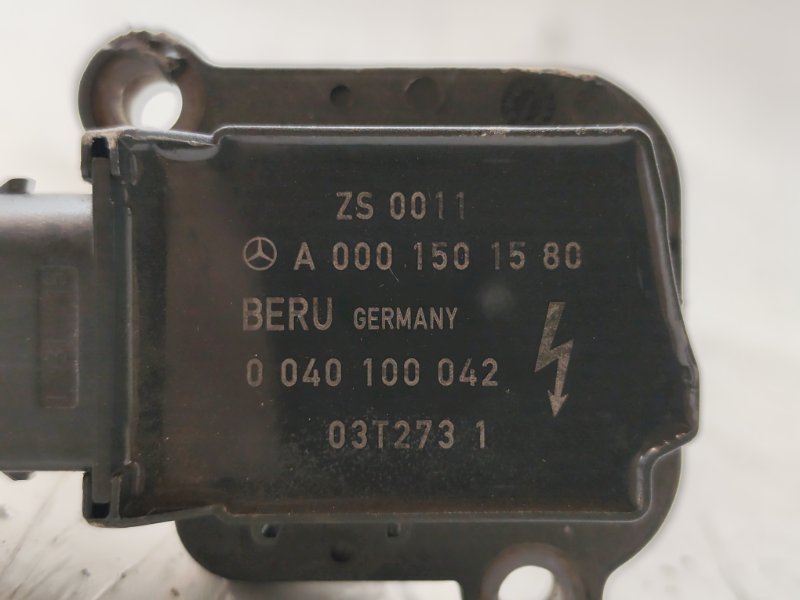 ZS 0011
A 000 150 15 80
BERU GERMANY
0 040 100 042
03T273 1